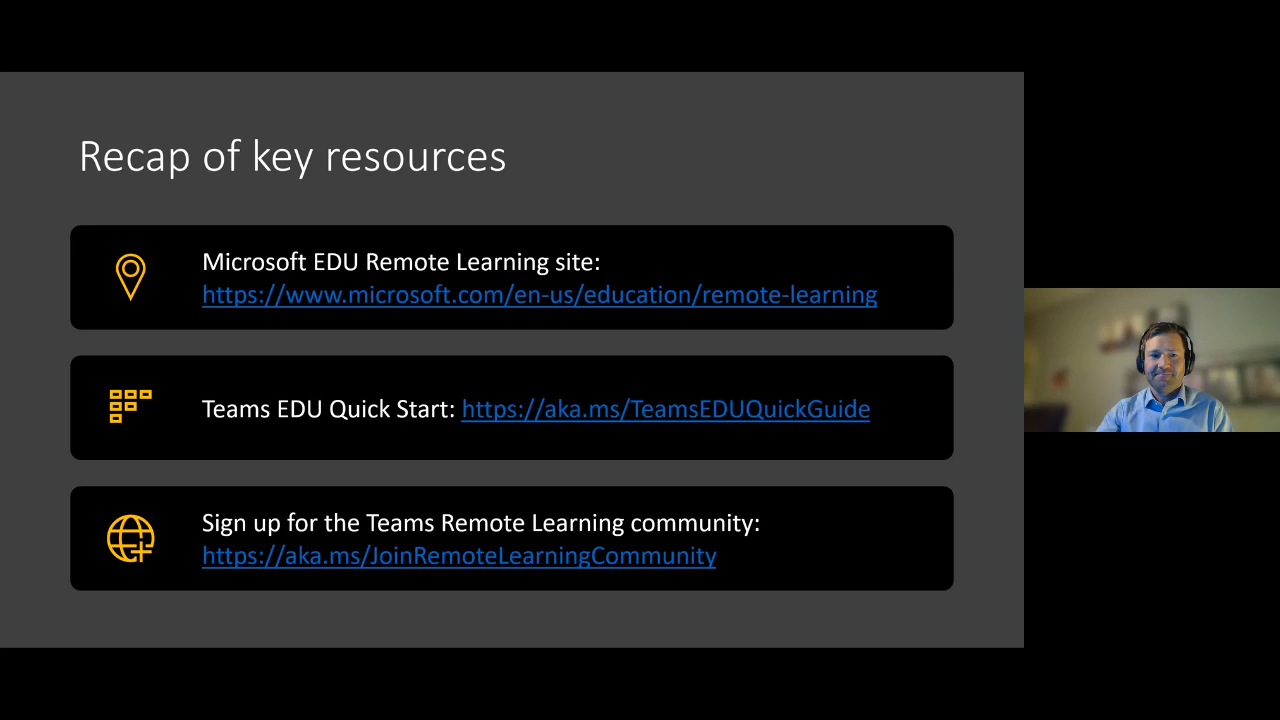 Recap of key resources
Microsoft EDU Remote Learning site:
https://www.microsoft.com/en-us/education/remote-learning
Teams EDU Quick Start: https://aka.ms/TeamsEDUQuickGuide
Sign up for the Teams Remote Learning community:
https://aka.ms/JoinRemoteLearningCommunity